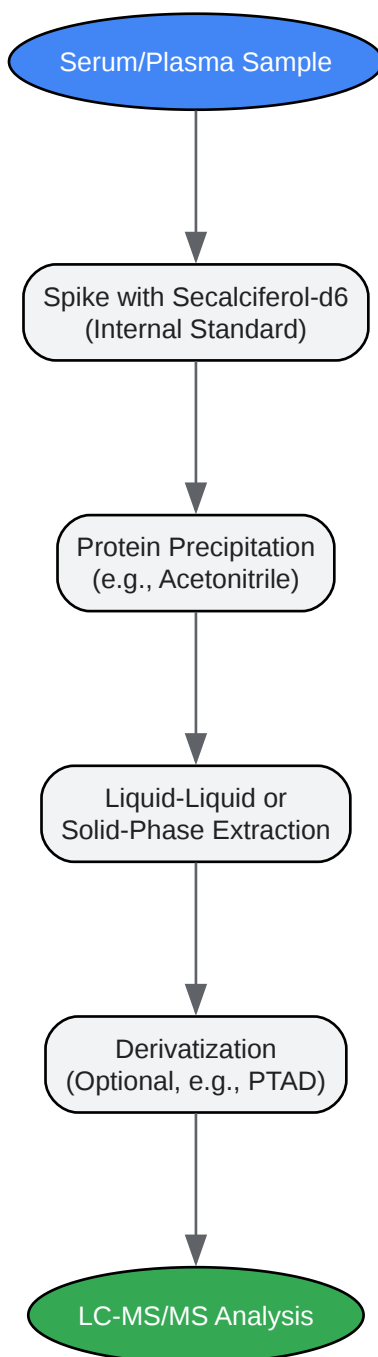 Serum/Plasma Sample
Spike with Secalciferol-d6
(Internal Standard)
Protein Precipitation
(e.g., Acetonitrile)
Liquid-Liquid or
Solid-Phase Extraction
Derivatization
(Optional, e.g., PTAD)
LC-MS/MS Analysis